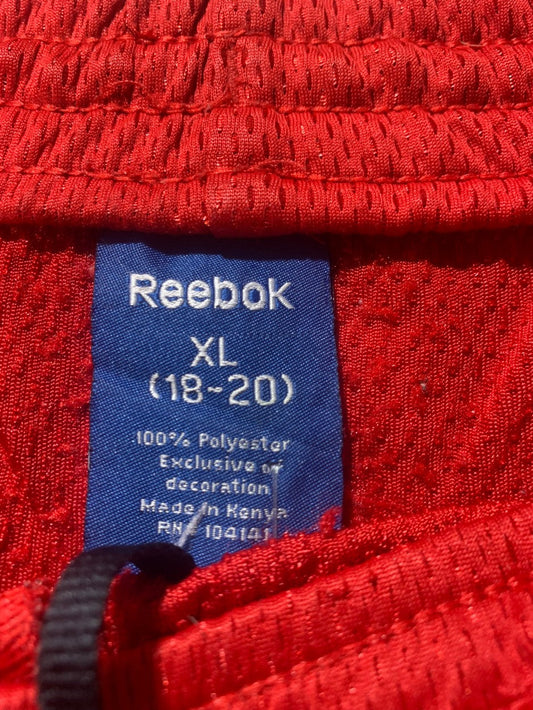 Reebok
XL
(18-20)
100% Polyester
Exclusive of
decoration
Made in Kenya
RN# 104141